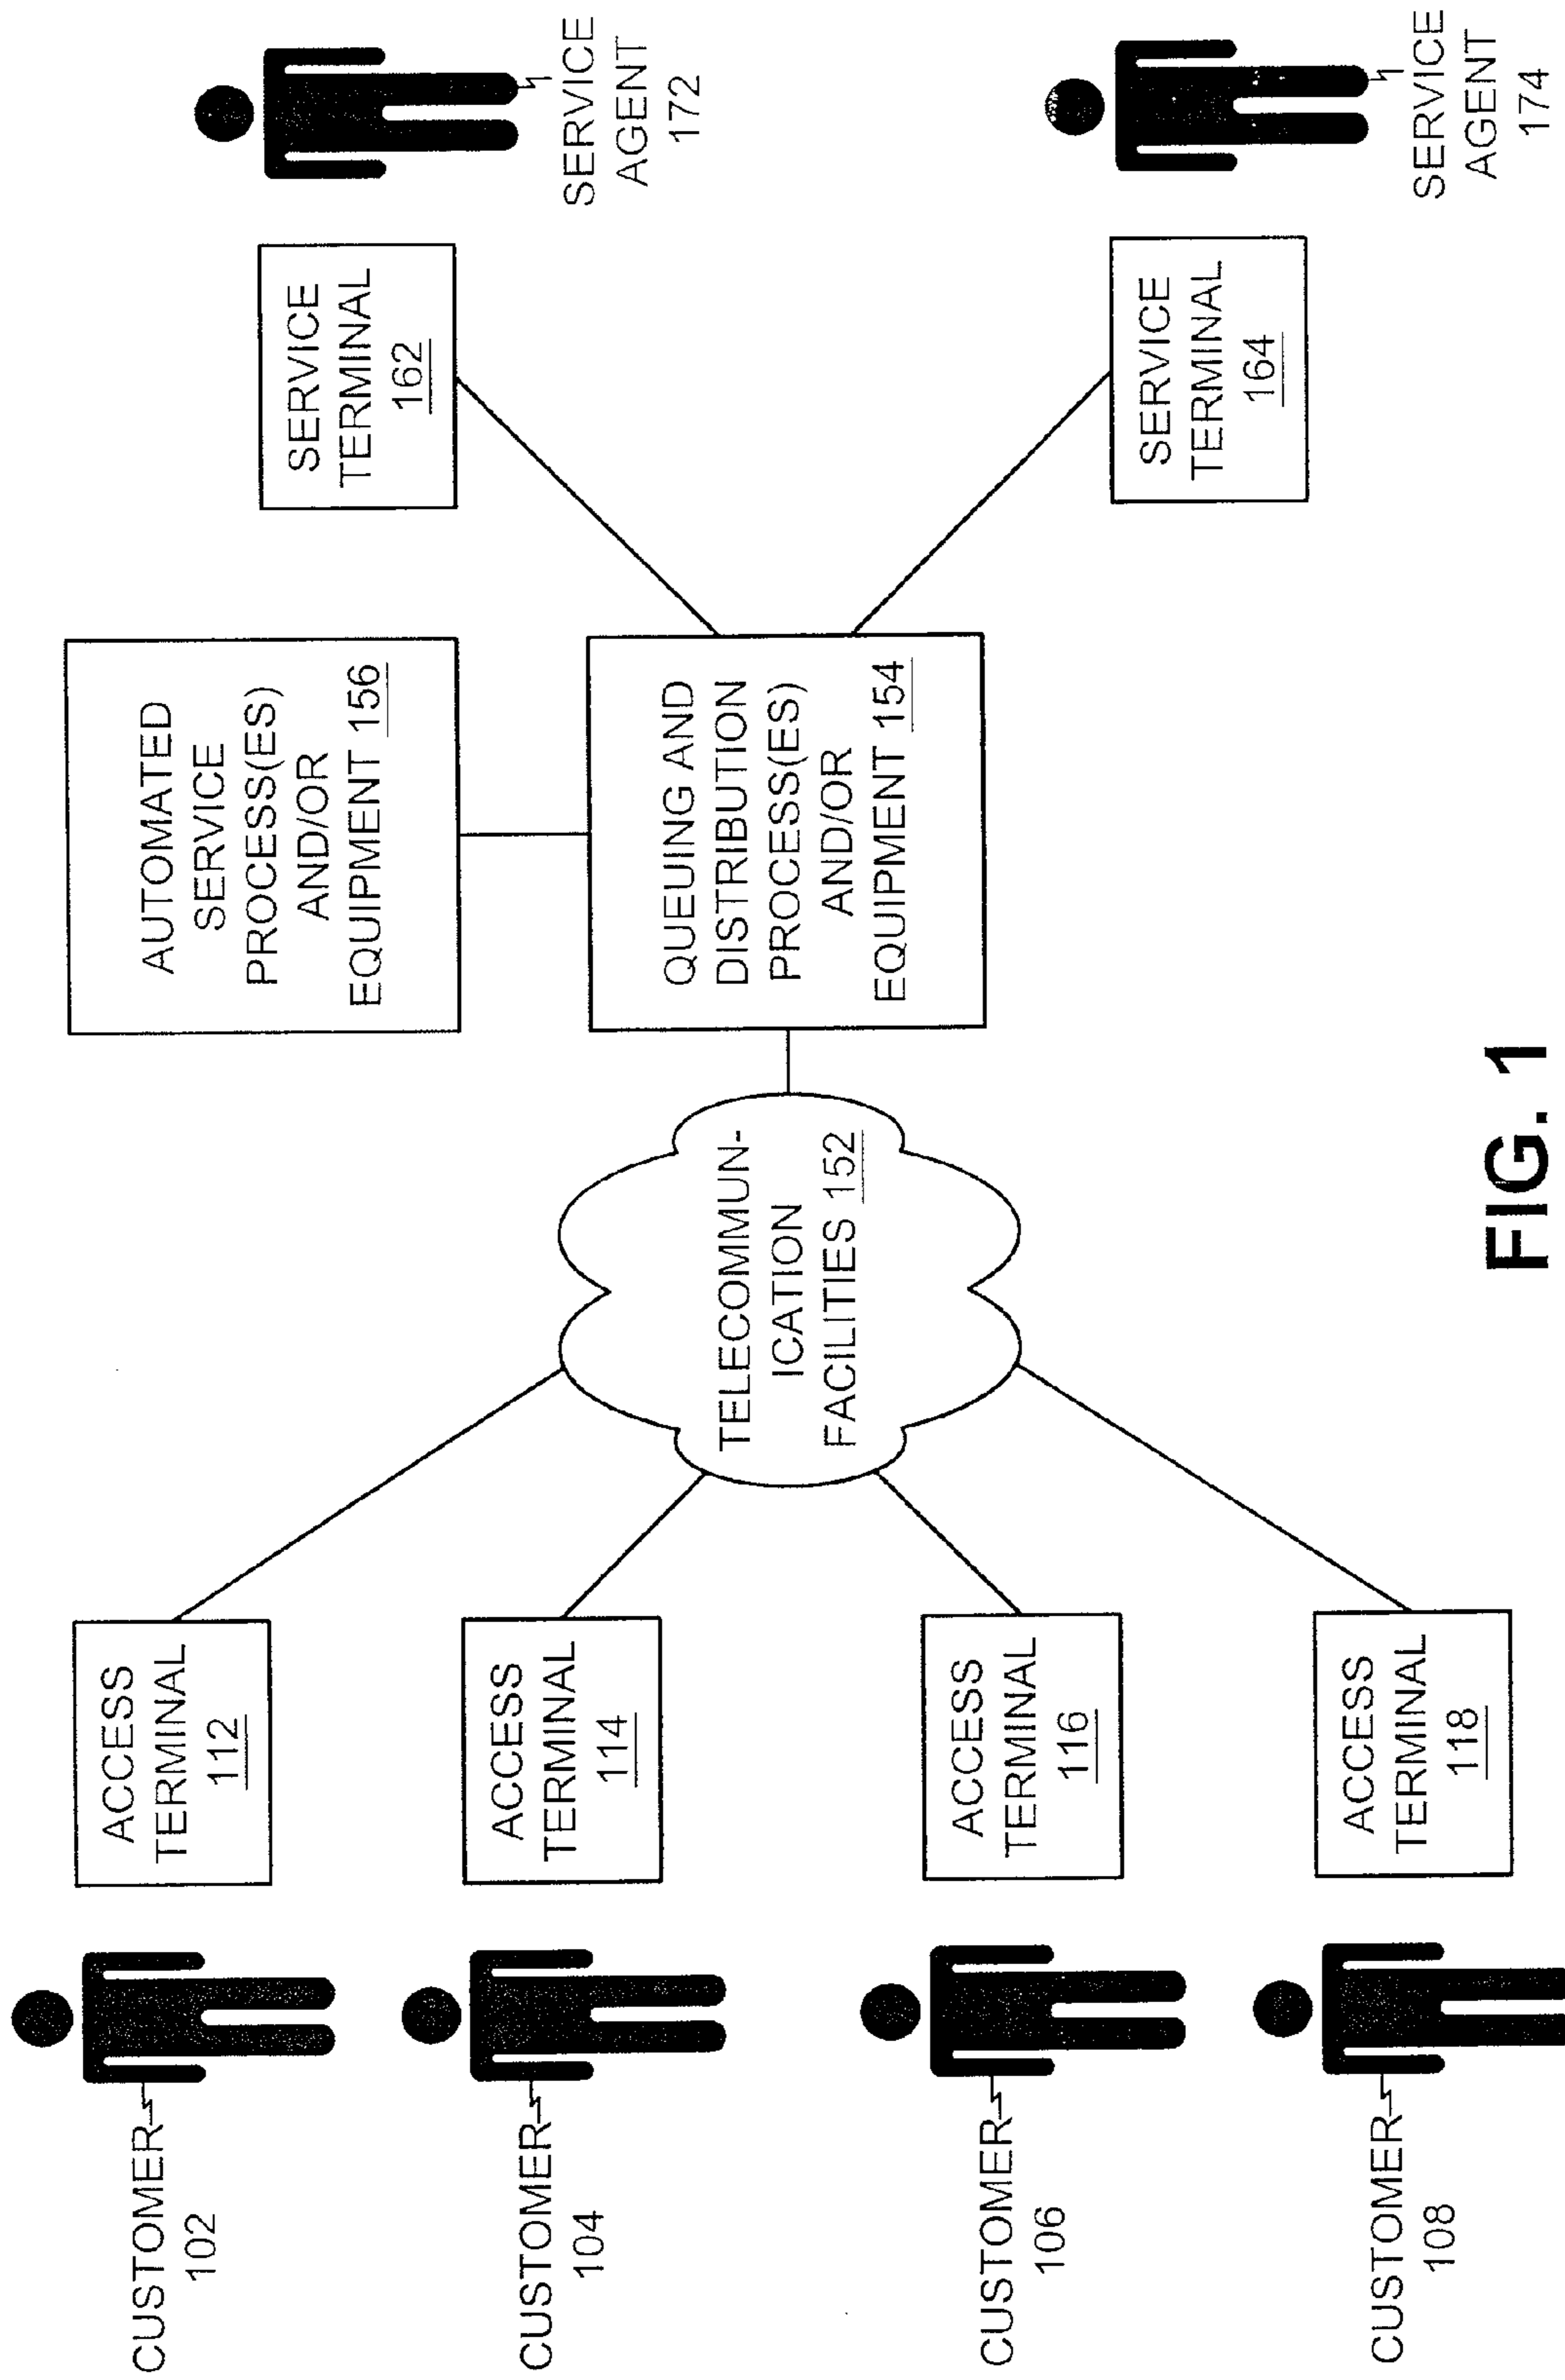 CUSTOMER
102
ACCESS
TERMINAL
112
CUSTOMER
104
ACCESS
TERMINAL
114
CUSTOMER
106
ACCESS
TERMINAL
116
CUSTOMER
108
ACCESS
TERMINAL
118
TELECOMMUN-
ICATION
FACILITIES 152
AUTOMATED
SERVICE
PROCESS(ES)
AND/OR
EQUIPMENT 156
QUEUING AND
DISTRIBUTION
PROCESS(ES)
AND/OR
EQUIPMENT 154
SERVICE
TERMINAL
162
SERVICE
AGENT
172
SERVICE
TERMINAL
164
SERVICE
AGENT
174
FIG. 1